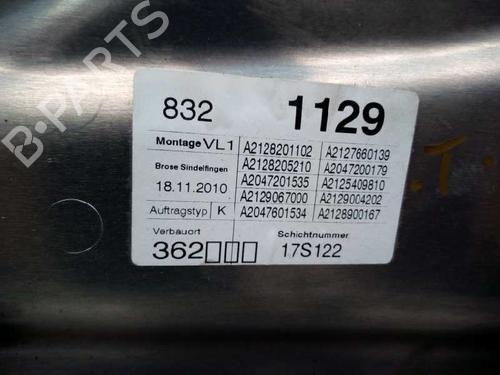 832 1129
Montage VL1 A2128201102 A2127660139
Brose Sindelfingen A2128205210 A2047200179
18.11.2010 A2047201535 A2125409810
A2129067000 A2129004202
Auftragstyp K A2047601534 A2128900167
Verbauort Schichtnummer
362□□□ 17S122
B-PARTS